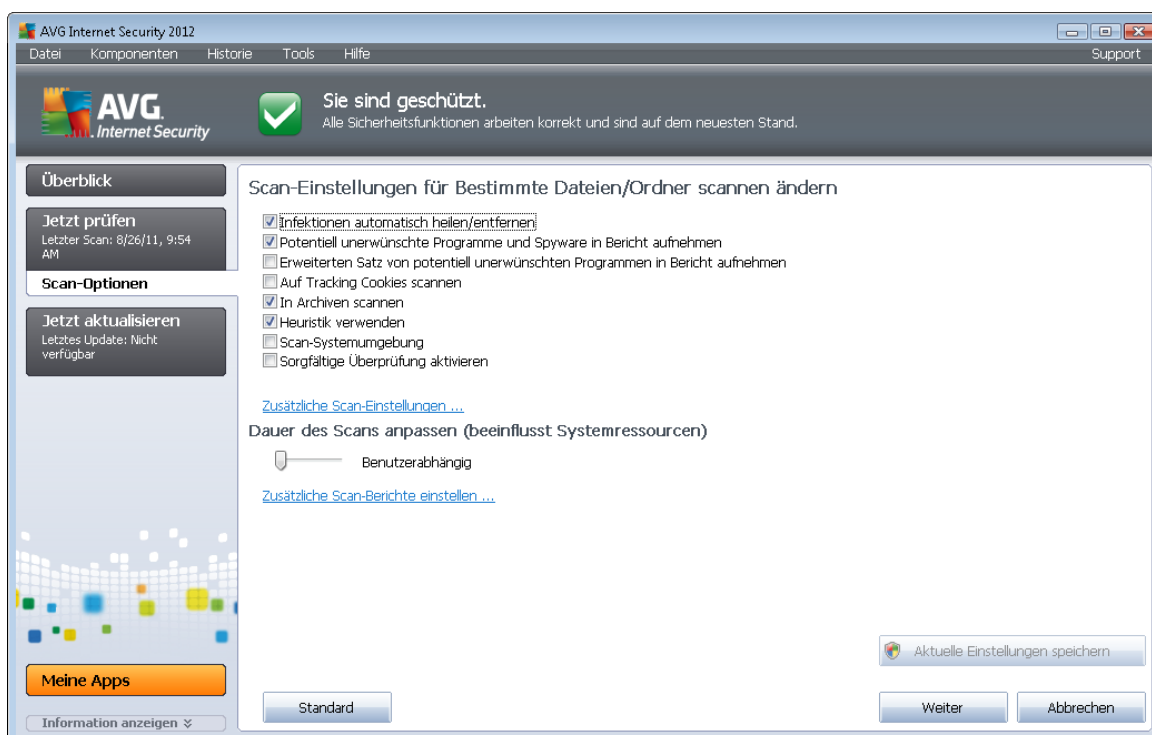 AVG Internet Security 2012
Datei Komponenten Historie Tools Hilfe Support
AVG.
Internet Security
Sie sind geschützt.
Alle Sicherheitsfunktionen arbeiten korrekt und sind auf dem neuesten Stand.
Überblick
Jetzt prüfen
Letzter Scan: 8/26/11, 9:54
AM
Scan-Optionen
Jetzt aktualisieren
Letztes Update: Nicht
verfügbar
Meine Apps
Information anzeigen
Scan-Einstellungen für Bestimmte Dateien/Ordner scannen ändern
Infektionen automatisch heilen/entfernen
Potentiell unerwünschte Programme und Spyware in Bericht aufnehmen
Erweiterten Satz von potentiell unerwünschten Programmen in Bericht aufnehmen
Auf Tracking Cookies scannen
In Archiven scannen
Heuristik verwenden
Scan-Systemumgebung
Sorgfältige Überprüfung aktivieren
Zusätzliche Scan-Einstellungen ...
Dauer des Scans anpassen (beeinflusst Systemressourcen)
Benutzerabhängig
Zusätzliche Scan-Berichte einstellen ...
Aktuelle Einstellungen speichern
Standard Weiter Abbrechen